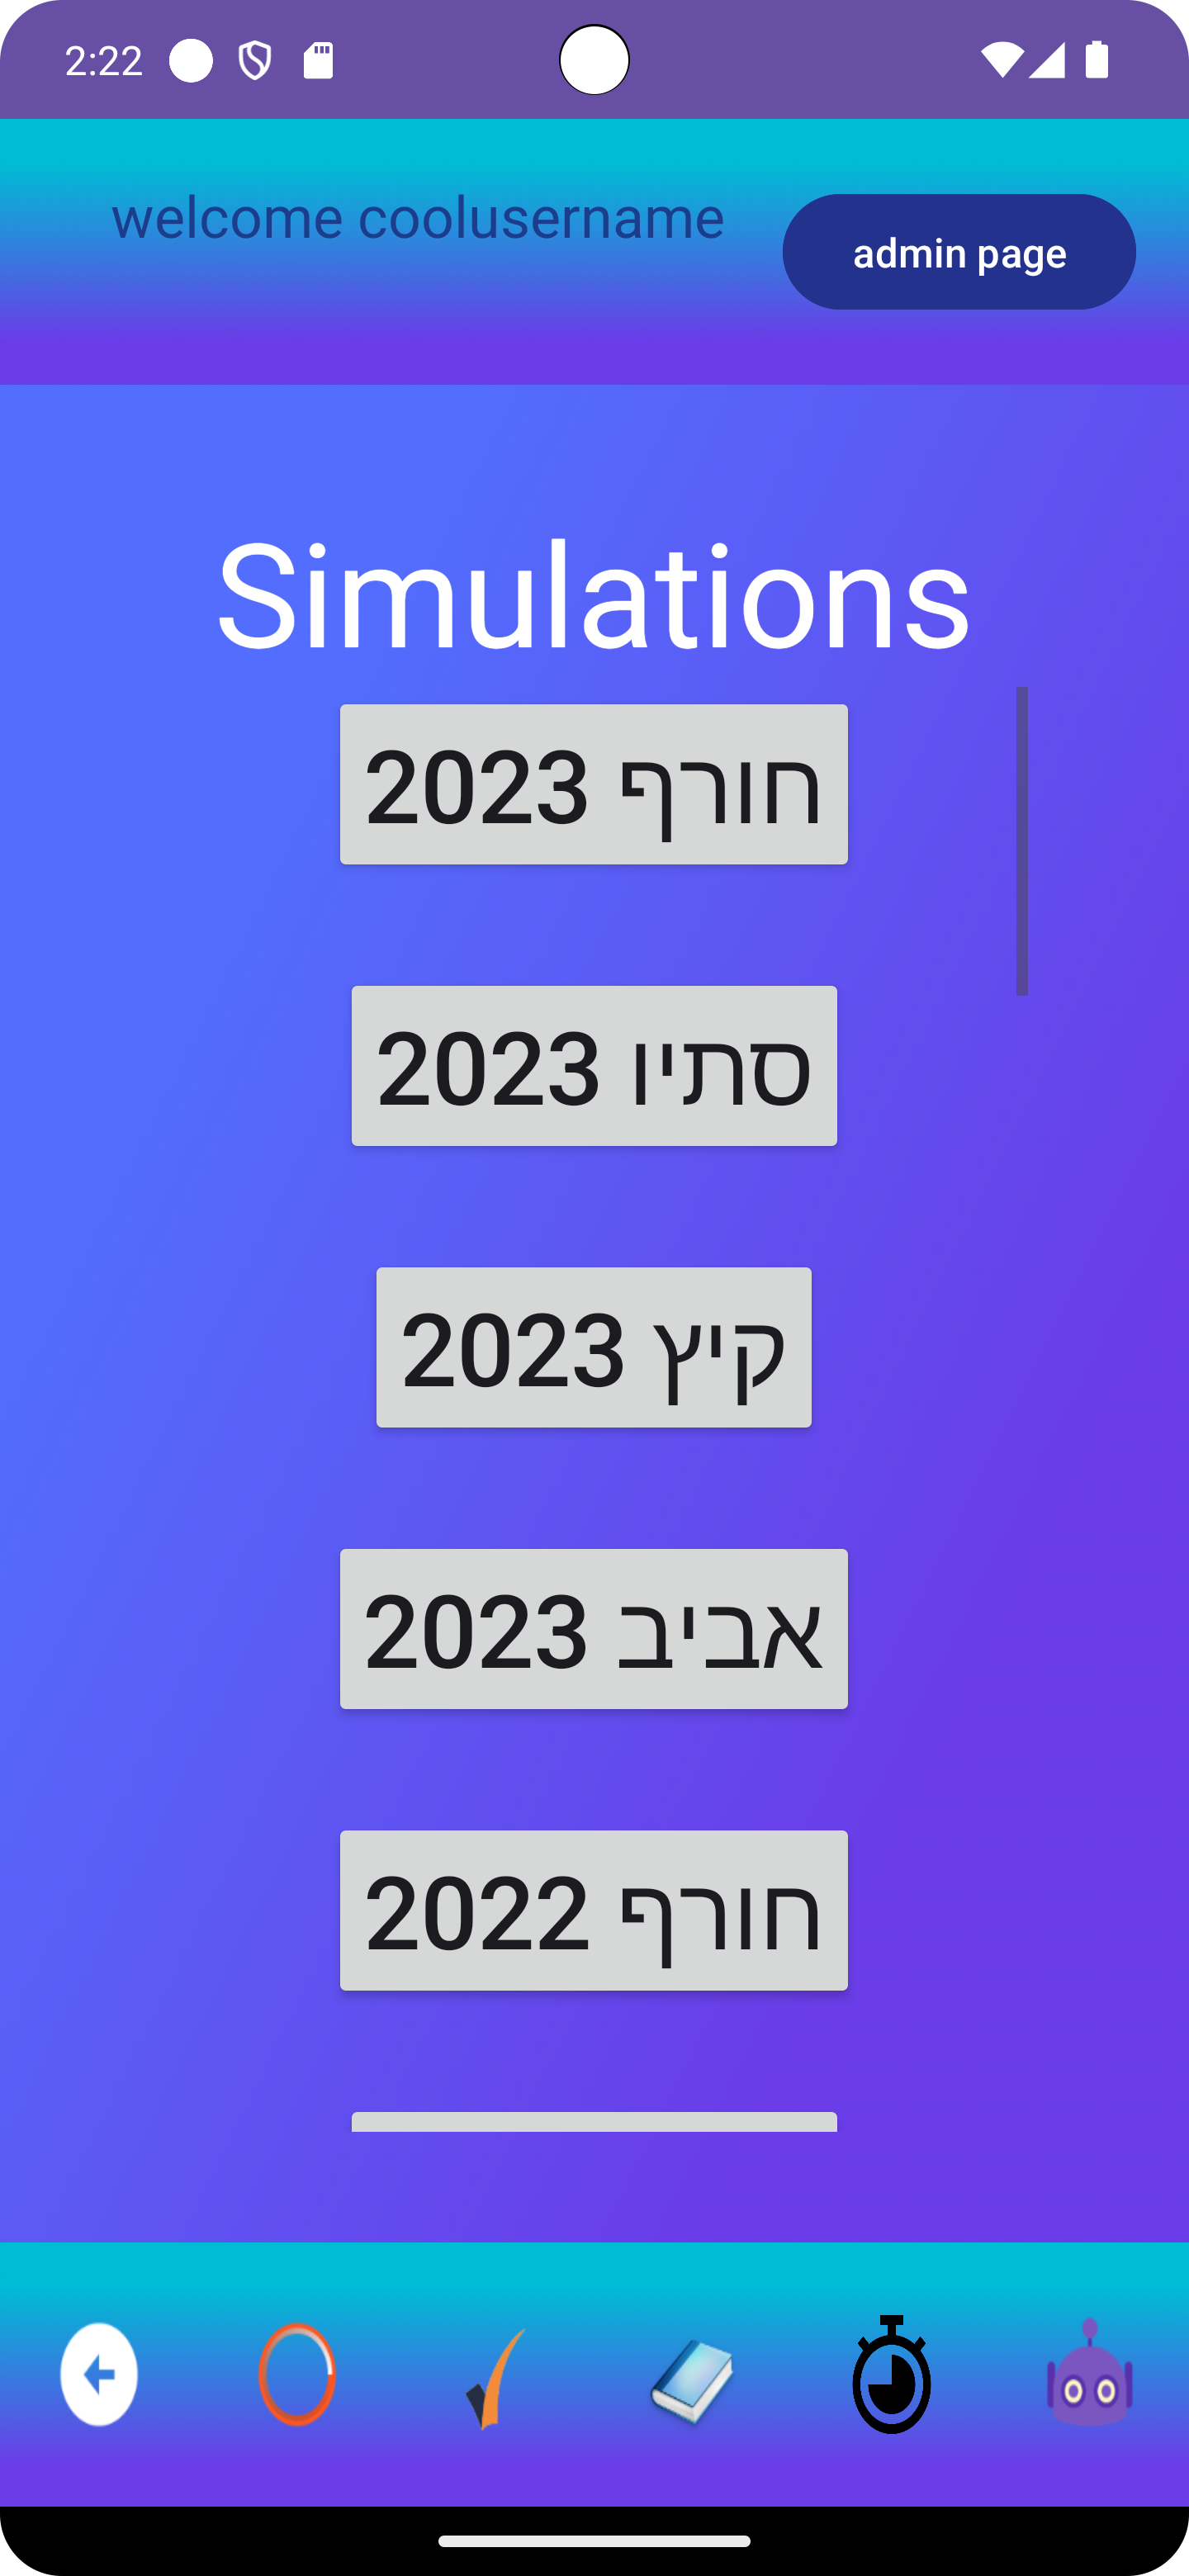 2:22
welcome coolusername
admin page
Simulations
חורף 2023
סתיו 2023
קיץ 2023
אביב 2023
חורף 2022